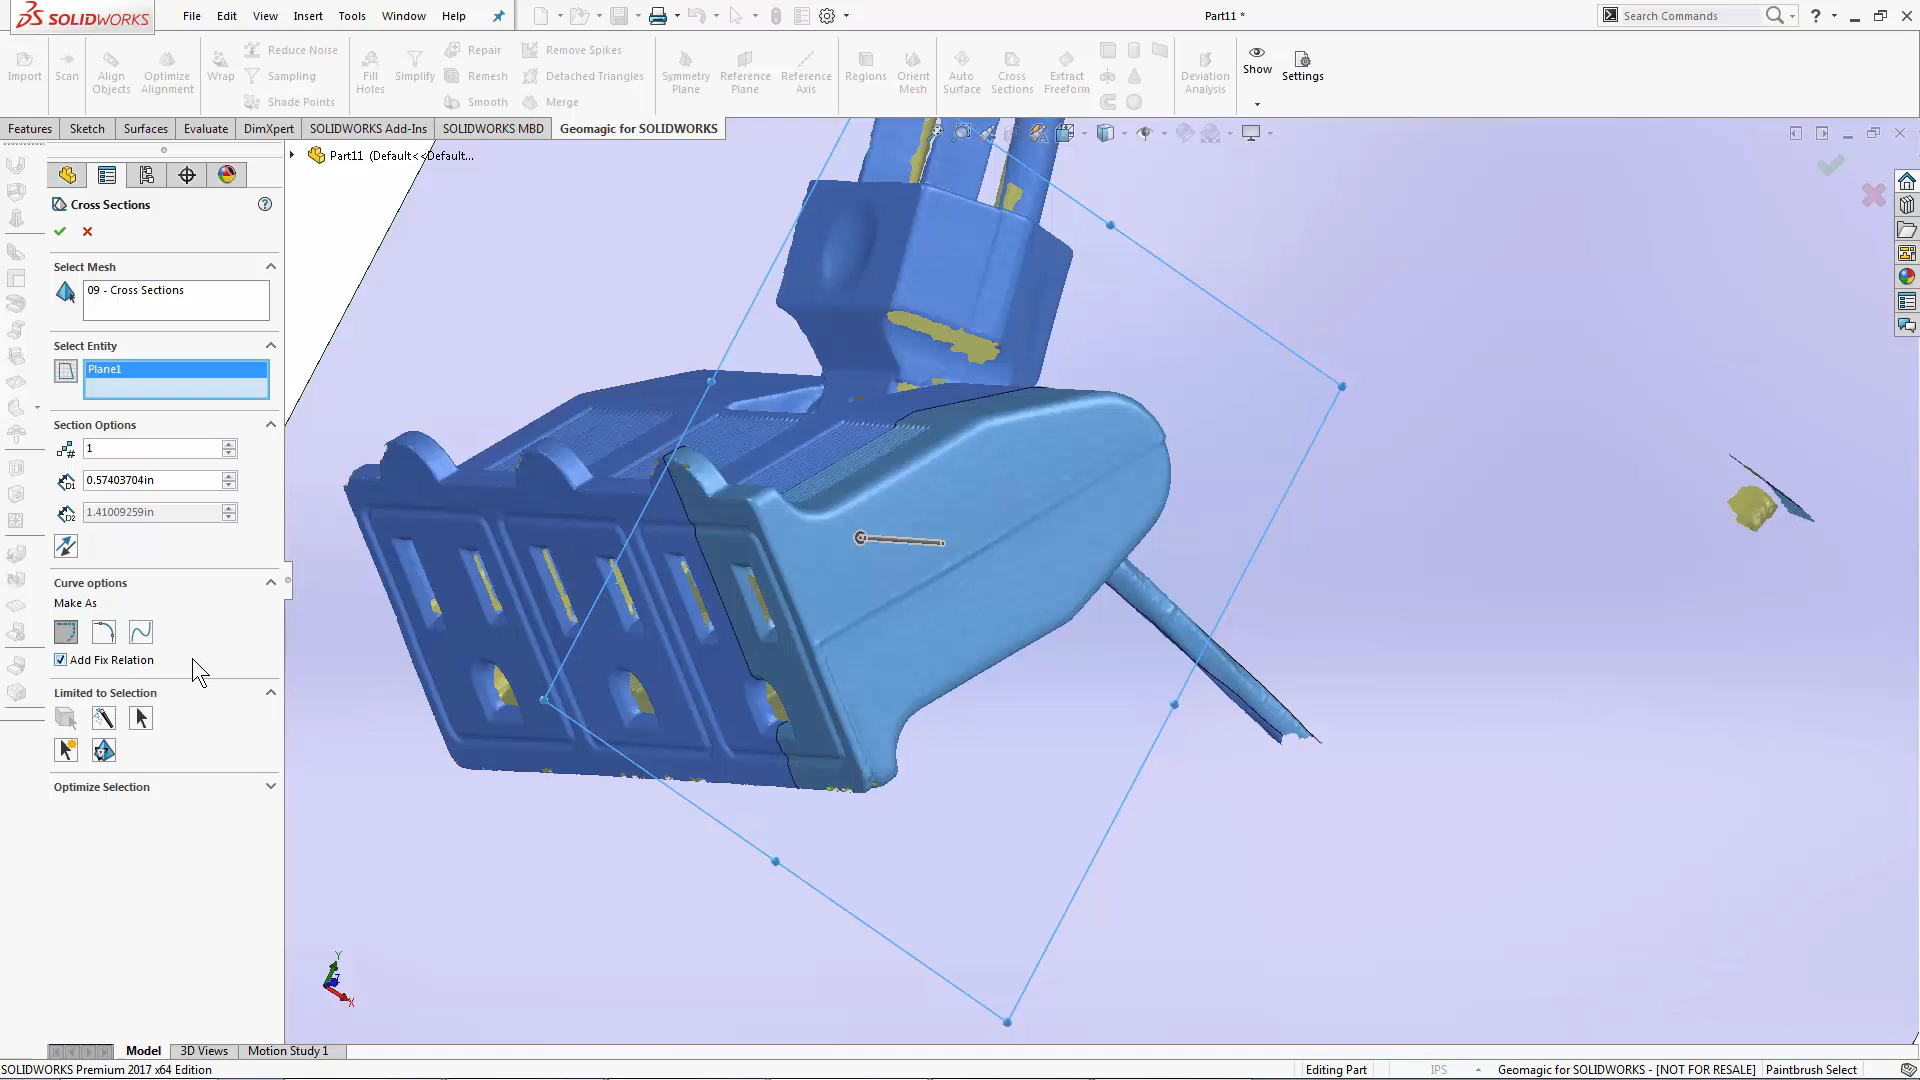 SOLIDWORKS File Edit View Insert Tools Window Help Part11 * Search Commands ?
Import Scan Align Objects Optimize Alignment Wrap Reduce Noise Sampling Shade Points Fill Holes Simplify Repair Remesh Smooth Remove Spikes Detached Triangles Merge Symmetry Plane Reference Plane Reference Axis Regions Orient Mesh Auto Surface Cross Sections Extract Freeform Deviation Analysis Show Settings
Features Sketch Surfaces Evaluate DimXpert SOLIDWORKS Add-Ins SOLIDWORKS MBD Geomagic for SOLIDWORKS
Part11 (Default<<Default...
Cross Sections
Select Mesh
09 - Cross Sections
Select Entity
Plane1
Section Options
1
D1 0.57403704in
D2 1.41009259in
Curve options
Make As
Add Fix Relation
Limited to Selection
Optimize Selection
Y
Z
X
Model 3D Views Motion Study 1
SOLIDWORKS Premium 2017 x64 Edition Editing Part IPS Geomagic for SOLIDWORKS - [NOT FOR RESALE] Paintbrush Select